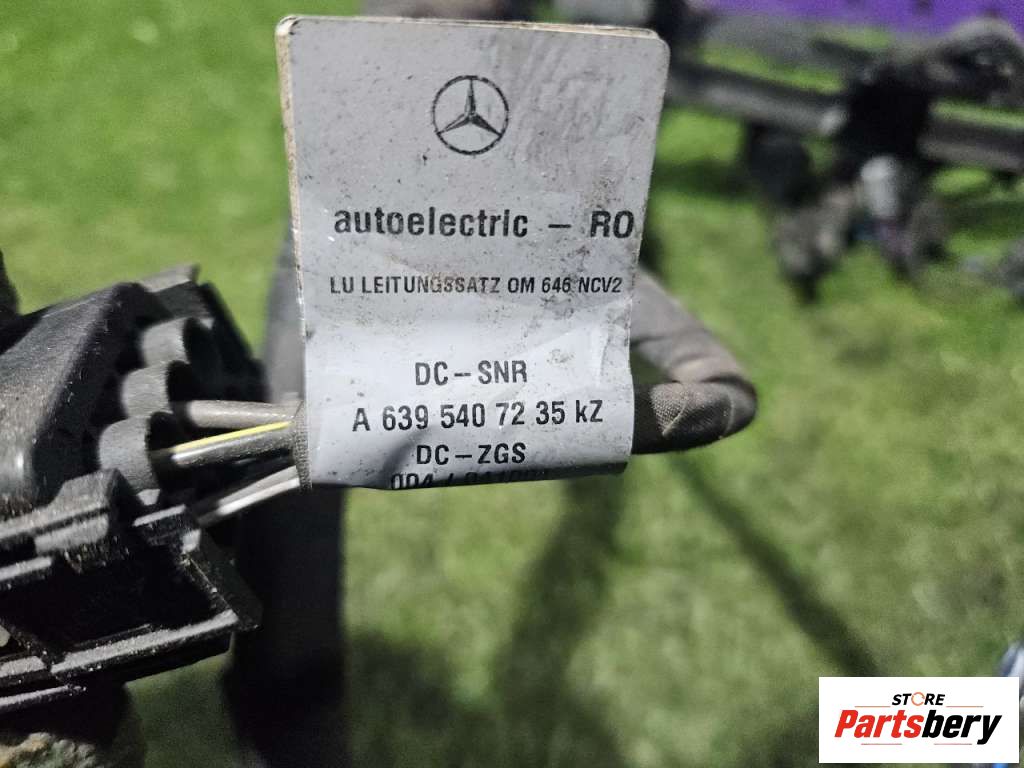 autoelectric – RO
LU LEITUNGSSATZ OM 646 NCV2
DC–SNR
A 639 540 72 35 kZ
DC–ZGS
STORE
Partsbery